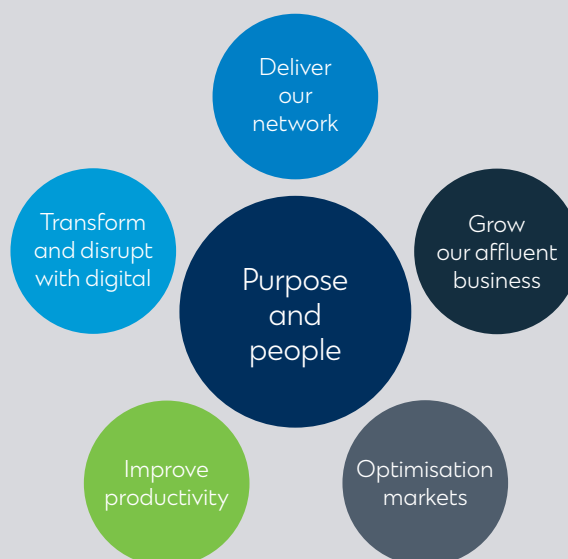 Deliver
our
network
Transform
and disrupt
with digital
Grow
our affluent
business
Purpose
and
people
Improve
productivity
Optimisation
markets